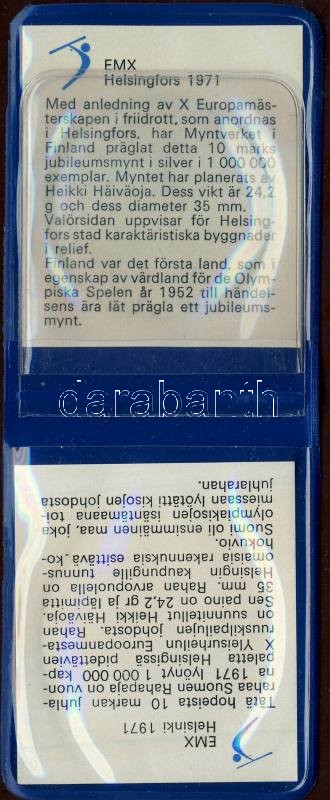 EMX
Helsingfors 1971
Med anledning av X Europamäs-
terskapen i friidrott, som anordnas
i Helsingfors, har Myntverket i
Finland präglat detta 10 marks
jubileumsmynt i silver i 1 000 000
exemplar. Myntet har planerats av
Heikki Häiväoja. Dess vikt är 24,2
g och dess diameter 35 mm.
Valörsidan uppvisar för Helsing-
fors stad karaktäristiska byggnader
i relief.
Finland var det första land, som i
egenskap av värdland för de Olym-
piska Spelen år 1952 till händel-
sens ära lät prägla ett jubileums-
mynt.
darabanth
EMX
Helsinki 1971
Tätä hopeista 10 markan juhla-
rahaa Suomen Rahapaja on vuon-
na 1971 lyönyt 1 000 000 kap-
paletta Helsingissä pidettävien
X Yleisurheilun Euroopanmesta-
ruuskilpailujen johdosta. Rahan
on suunnitellut Heikki Häiväoja.
Sen paino on 24,2 gr ja läpimitta
35 mm. Rahan arvopuolella on
Helsingin kaupungille tunnus-
omaisia rakennuksia esittävä ko-
hokuvio.
Suomi oli ensimmäinen maa, joka
olympiakisojen isäntämaana toi-
miessaan lyötätti kisojen johdosta
juhlarahan.